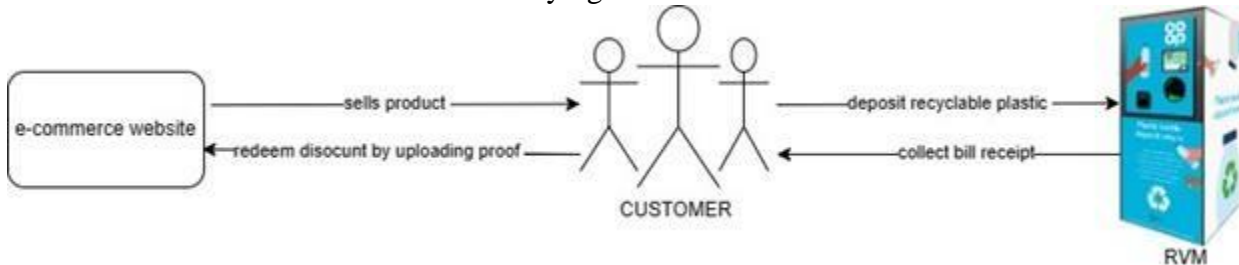 sells product
deposit recyclable plastic
e-commerce website
redeem disocunt by uploading proof
collect bill receipt
CUSTOMER
RVM